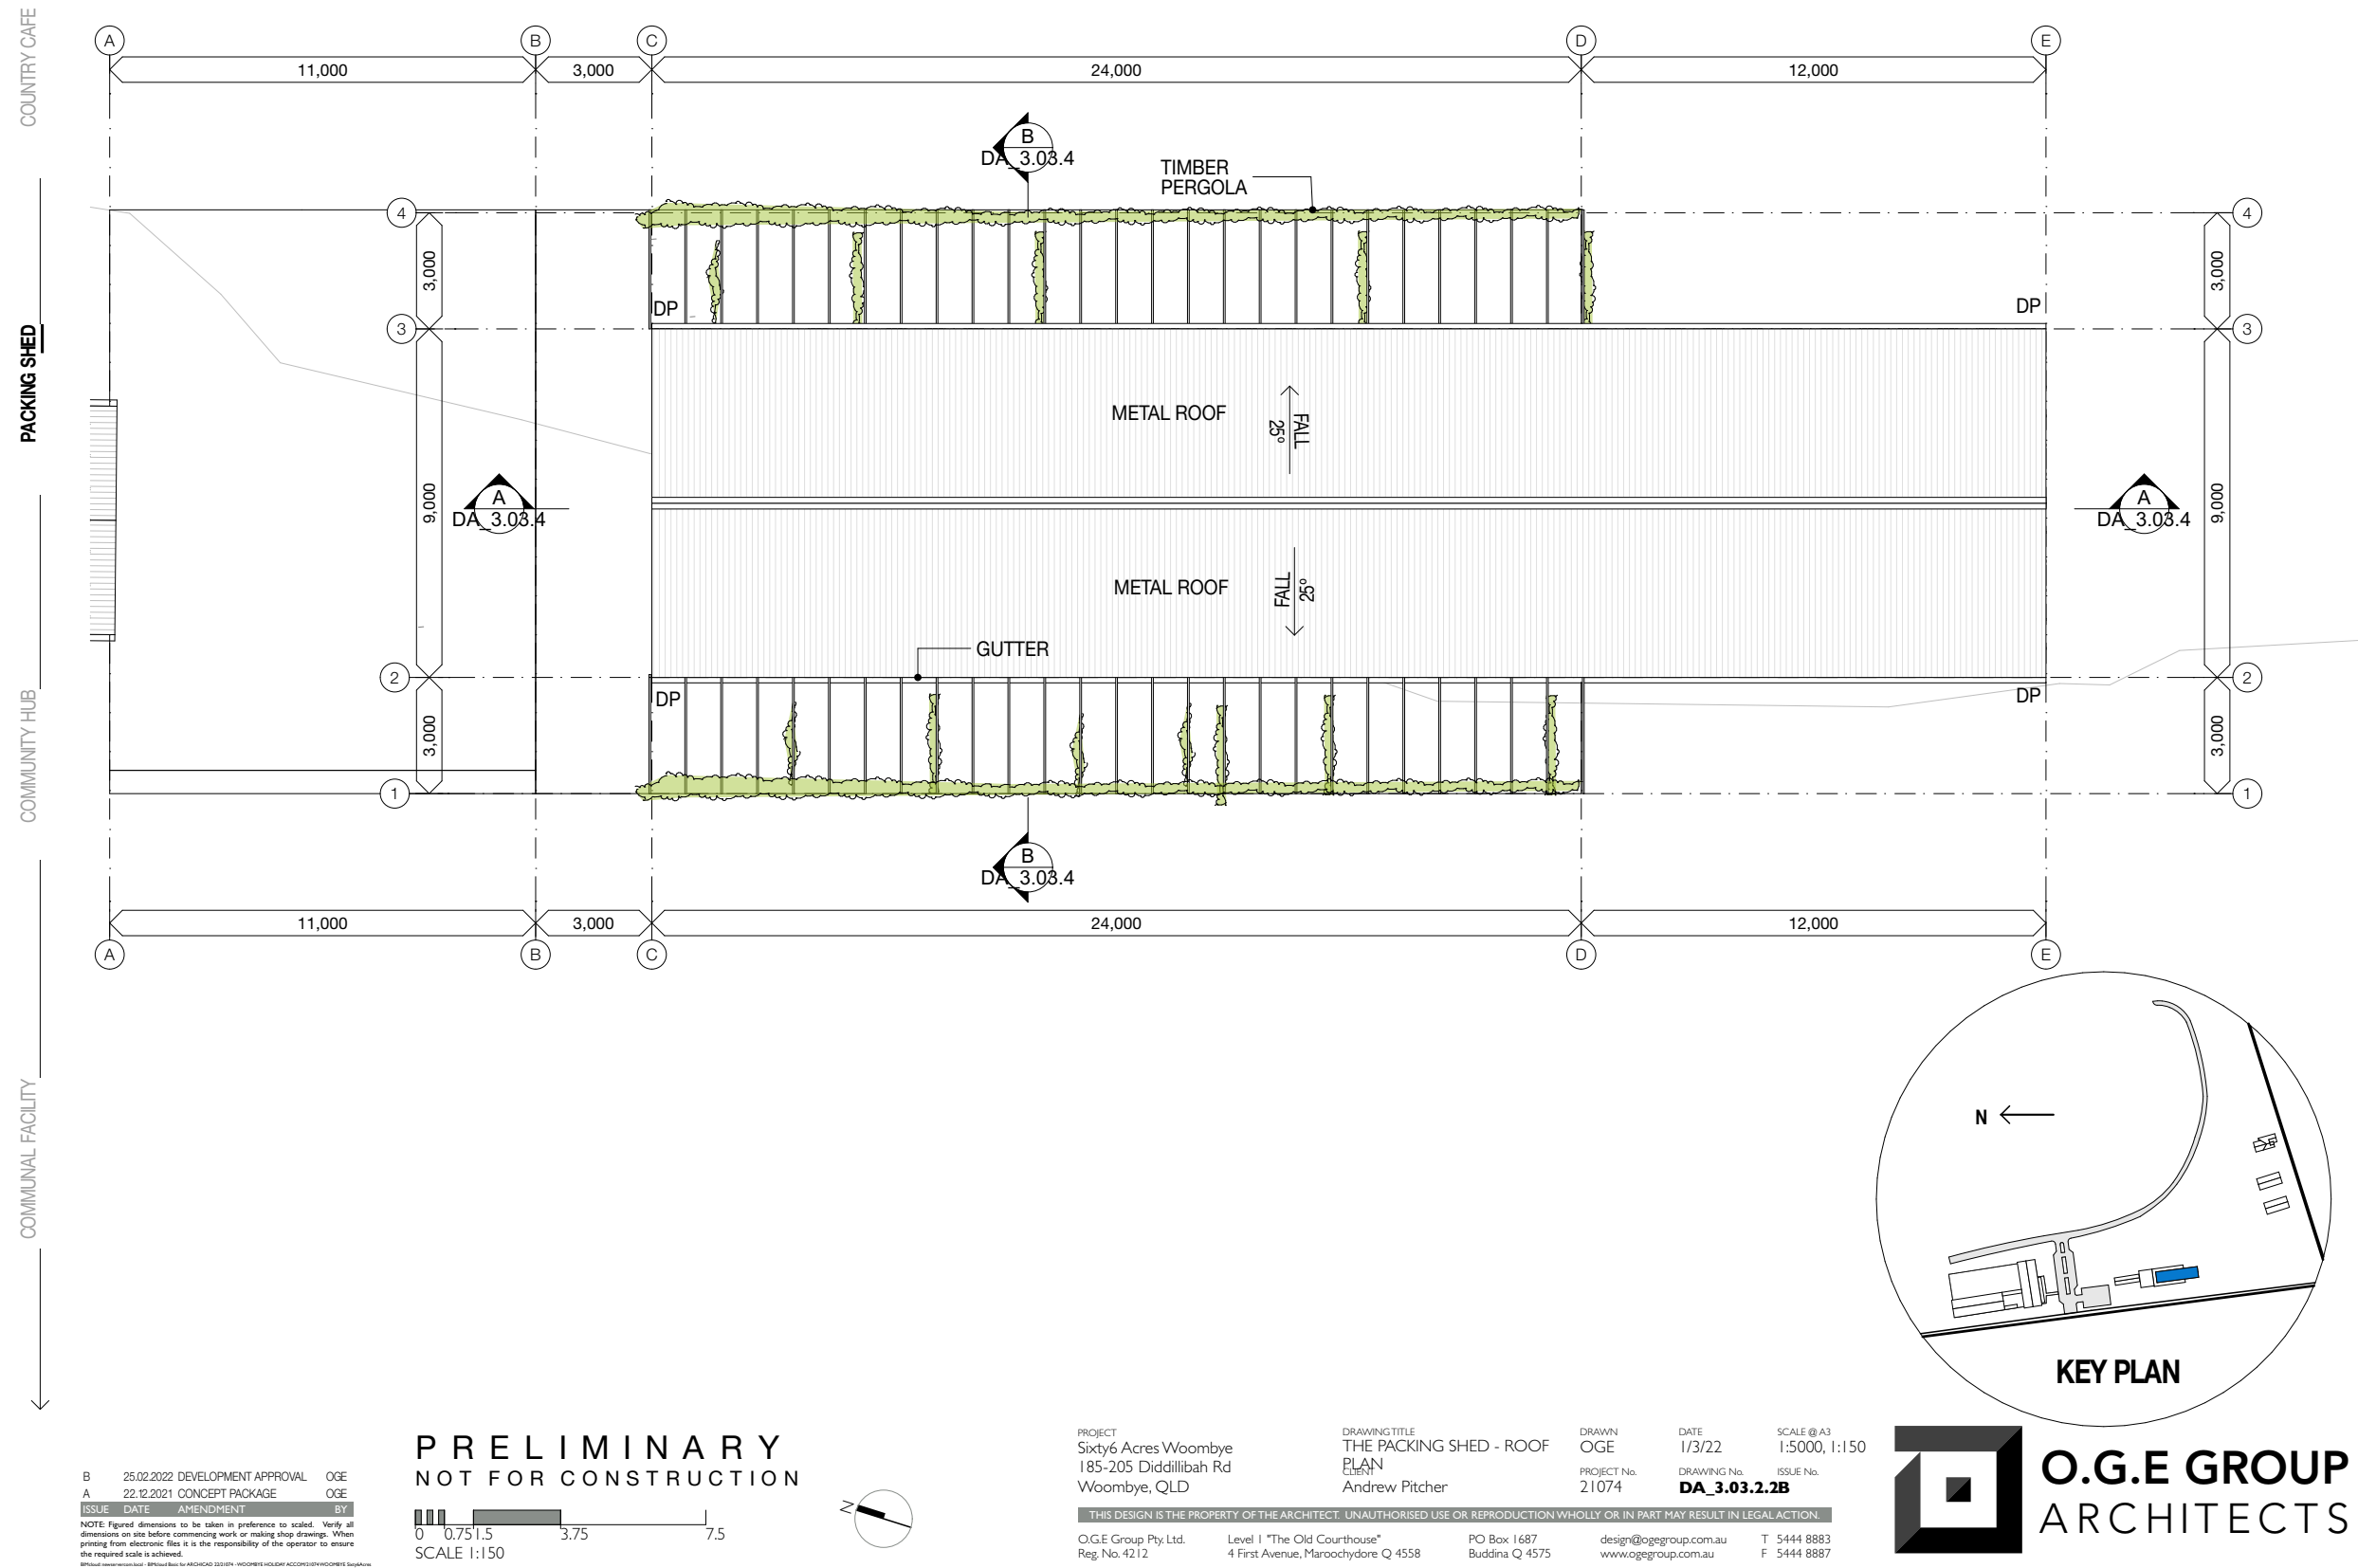 COUNTRY CAFE
PACKING SHED
COMMUNITY HUB
COMMUNAL FACILITY
A B C D E
11,000 3,000 24,000 12,000
B
DA_3.03.4
TIMBER
PERGOLA
4 4
3,000 3,000
DP DP
3 3
METAL ROOF
FALL
25°
A
DA_3.03.4
9,000 9,000
A
DA_3.03.4
METAL ROOF
FALL
25°
GUTTER
2 2
DP DP
3,000 3,000
1 1
B
DA_3.03.4
11,000 3,000 24,000 12,000
A B C D E
N
KEY PLAN
PRELIMINARY
NOT FOR CONSTRUCTION
B 25.02.2022 DEVELOPMENT APPROVAL OGE
A 22.12.2021 CONCEPT PACKAGE OGE
ISSUE DATE AMENDMENT BY
NOTE: Figured dimensions to be taken in preference to scaled. Verify all
dimensions on site before commencing work or making shop drawings. When
printing from electronic files it is the responsibility of the operator to ensure
the required scale is achieved.
0 0.75 1.5 3.75 7.5
SCALE 1:150
N
PROJECT
Sixty6 Acres Woombye
185-205 Diddillibah Rd
Woombye, QLD
DRAWING TITLE
THE PACKING SHED - ROOF
PLAN
CLIENT
Andrew Pitcher
DRAWN
OGE
DATE
1/3/22
SCALE @ A3
1:5000, 1:150
PROJECT No.
21074
DRAWING No. ISSUE No.
DA_3.03.2.2B
THIS DESIGN IS THE PROPERTY OF THE ARCHITECT. UNAUTHORISED USE OR REPRODUCTION WHOLLY OR IN PART MAY RESULT IN LEGAL ACTION.
O.G.E Group Pty. Ltd. Level 1 "The Old Courthouse" PO Box 1687 design@ogegroup.com.au T 5444 8883
Reg. No. 4212 4 First Avenue, Maroochydore Q 4558 Buddina Q 4575 www.ogegroup.com.au F 5444 8887
O.G.E GROUP
ARCHITECTS